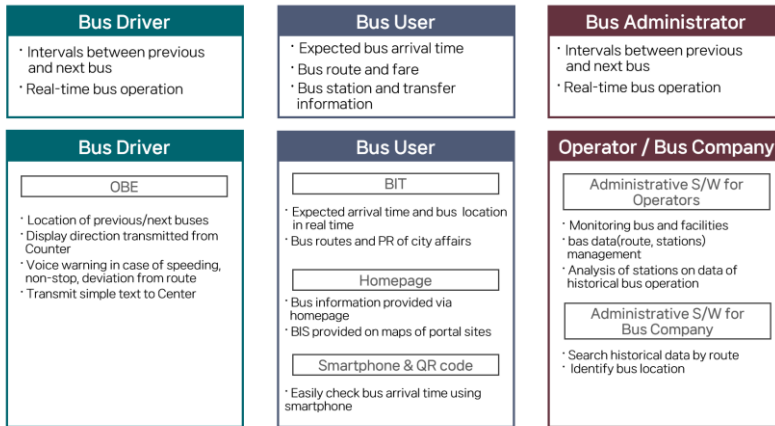 Bus Driver
· Intervals between previous
and next bus
· Real-time bus operation
Bus User
· Expected bus arrival time
· Bus route and fare
· Bus station and transfer
information
Bus Administrator
· Intervals between previous
and next bus
· Real-time bus operation
Bus Driver
OBE
· Location of previous/next buses
· Display direction transmitted from
Counter
· Voice warning in case of speeding,
non-stop, deviation from route
· Transmit simple text to Center
Bus User
BIT
· Expected arrival time and bus location
in real time
· Bus routes and PR of city affairs
Homepage
· Bus information provided via
homepage
· BIS provided on maps of portal sites
Smartphone & QR code
· Easily check bus arrival time using
smartphone
Operator / Bus Company
Administrative S/W for
Operators
· Monitoring bus and facilities
· bas data(route, stations)
management
· Analysis of stations on data of
historical bus operation
Administrative S/W for
Bus Company
· Search historical data by route
· Identify bus location